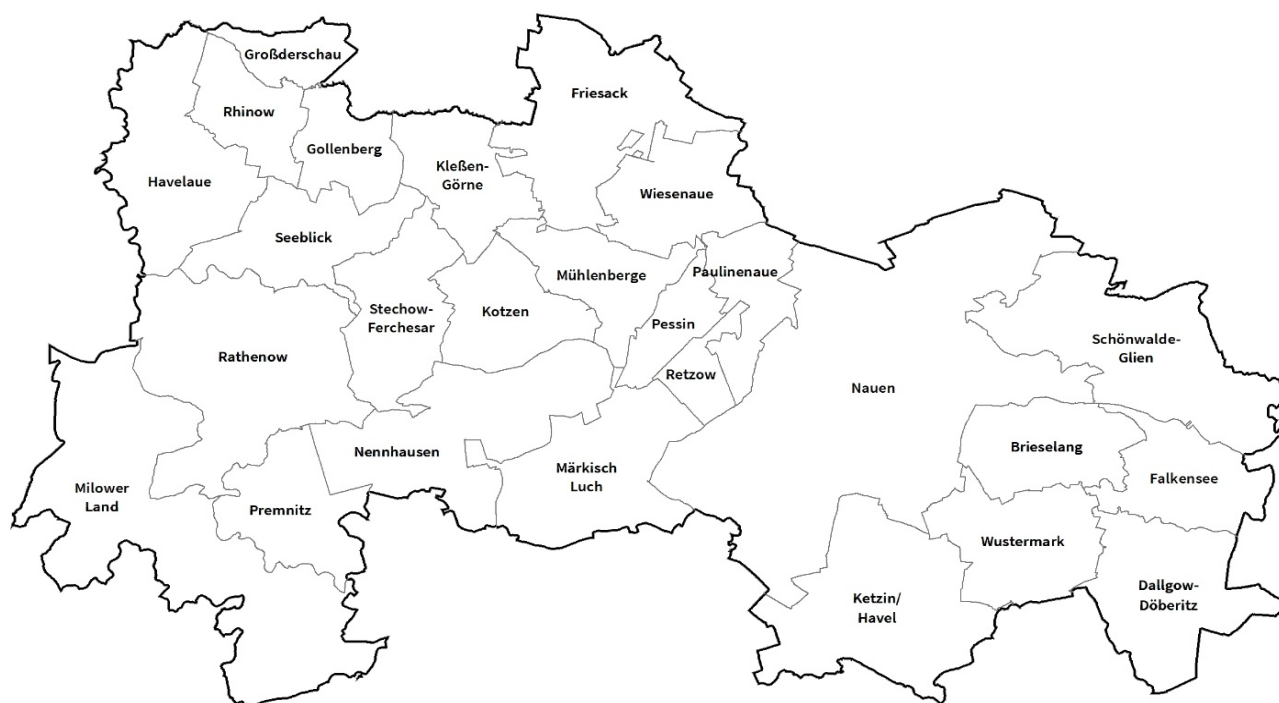 Großderschau
Friesack
Rhinow
Gollenberg
Kleßen-
Görne
Havelaue
Wiesenaue
Seeblick
Mühlenberge
Paulinenaue
Stechow-
Ferchesar
Kotzen
Pessin
Schönwalde-
Glien
Rathenow
Retzow
Nauen
Nennhausen
Brieselang
Märkisch
Luch
Falkensee
Milower
Land
Premnitz
Wustermark
Dallgow-
Döberitz
Ketzin/
Havel